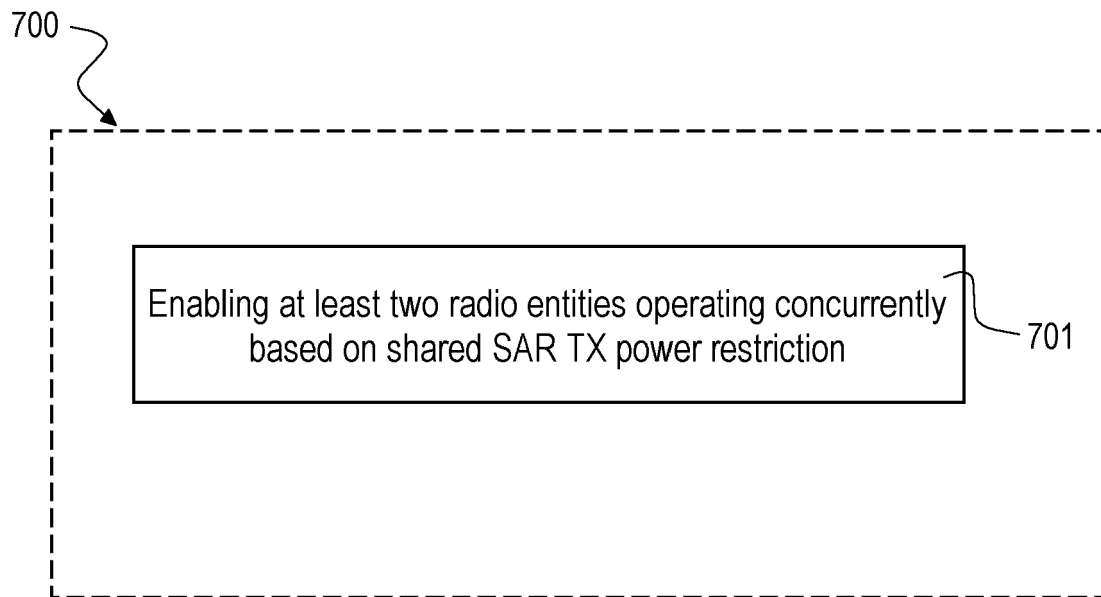 700
Enabling at least two radio entities operating concurrently
based on shared SAR TX power restriction
701